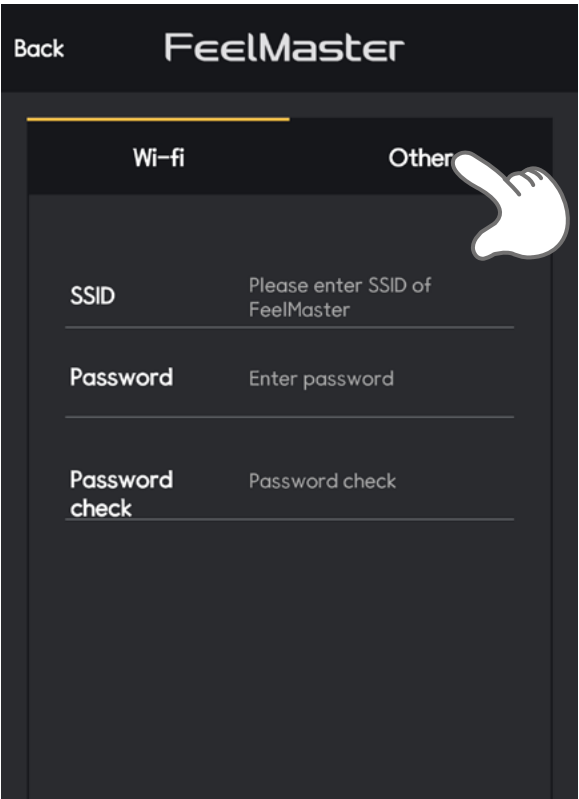 Back
FeelMaster
Wi-fi
Other
SSID
Please enter SSID of
FeelMaster
Password
Enter password
Password
check
Password check